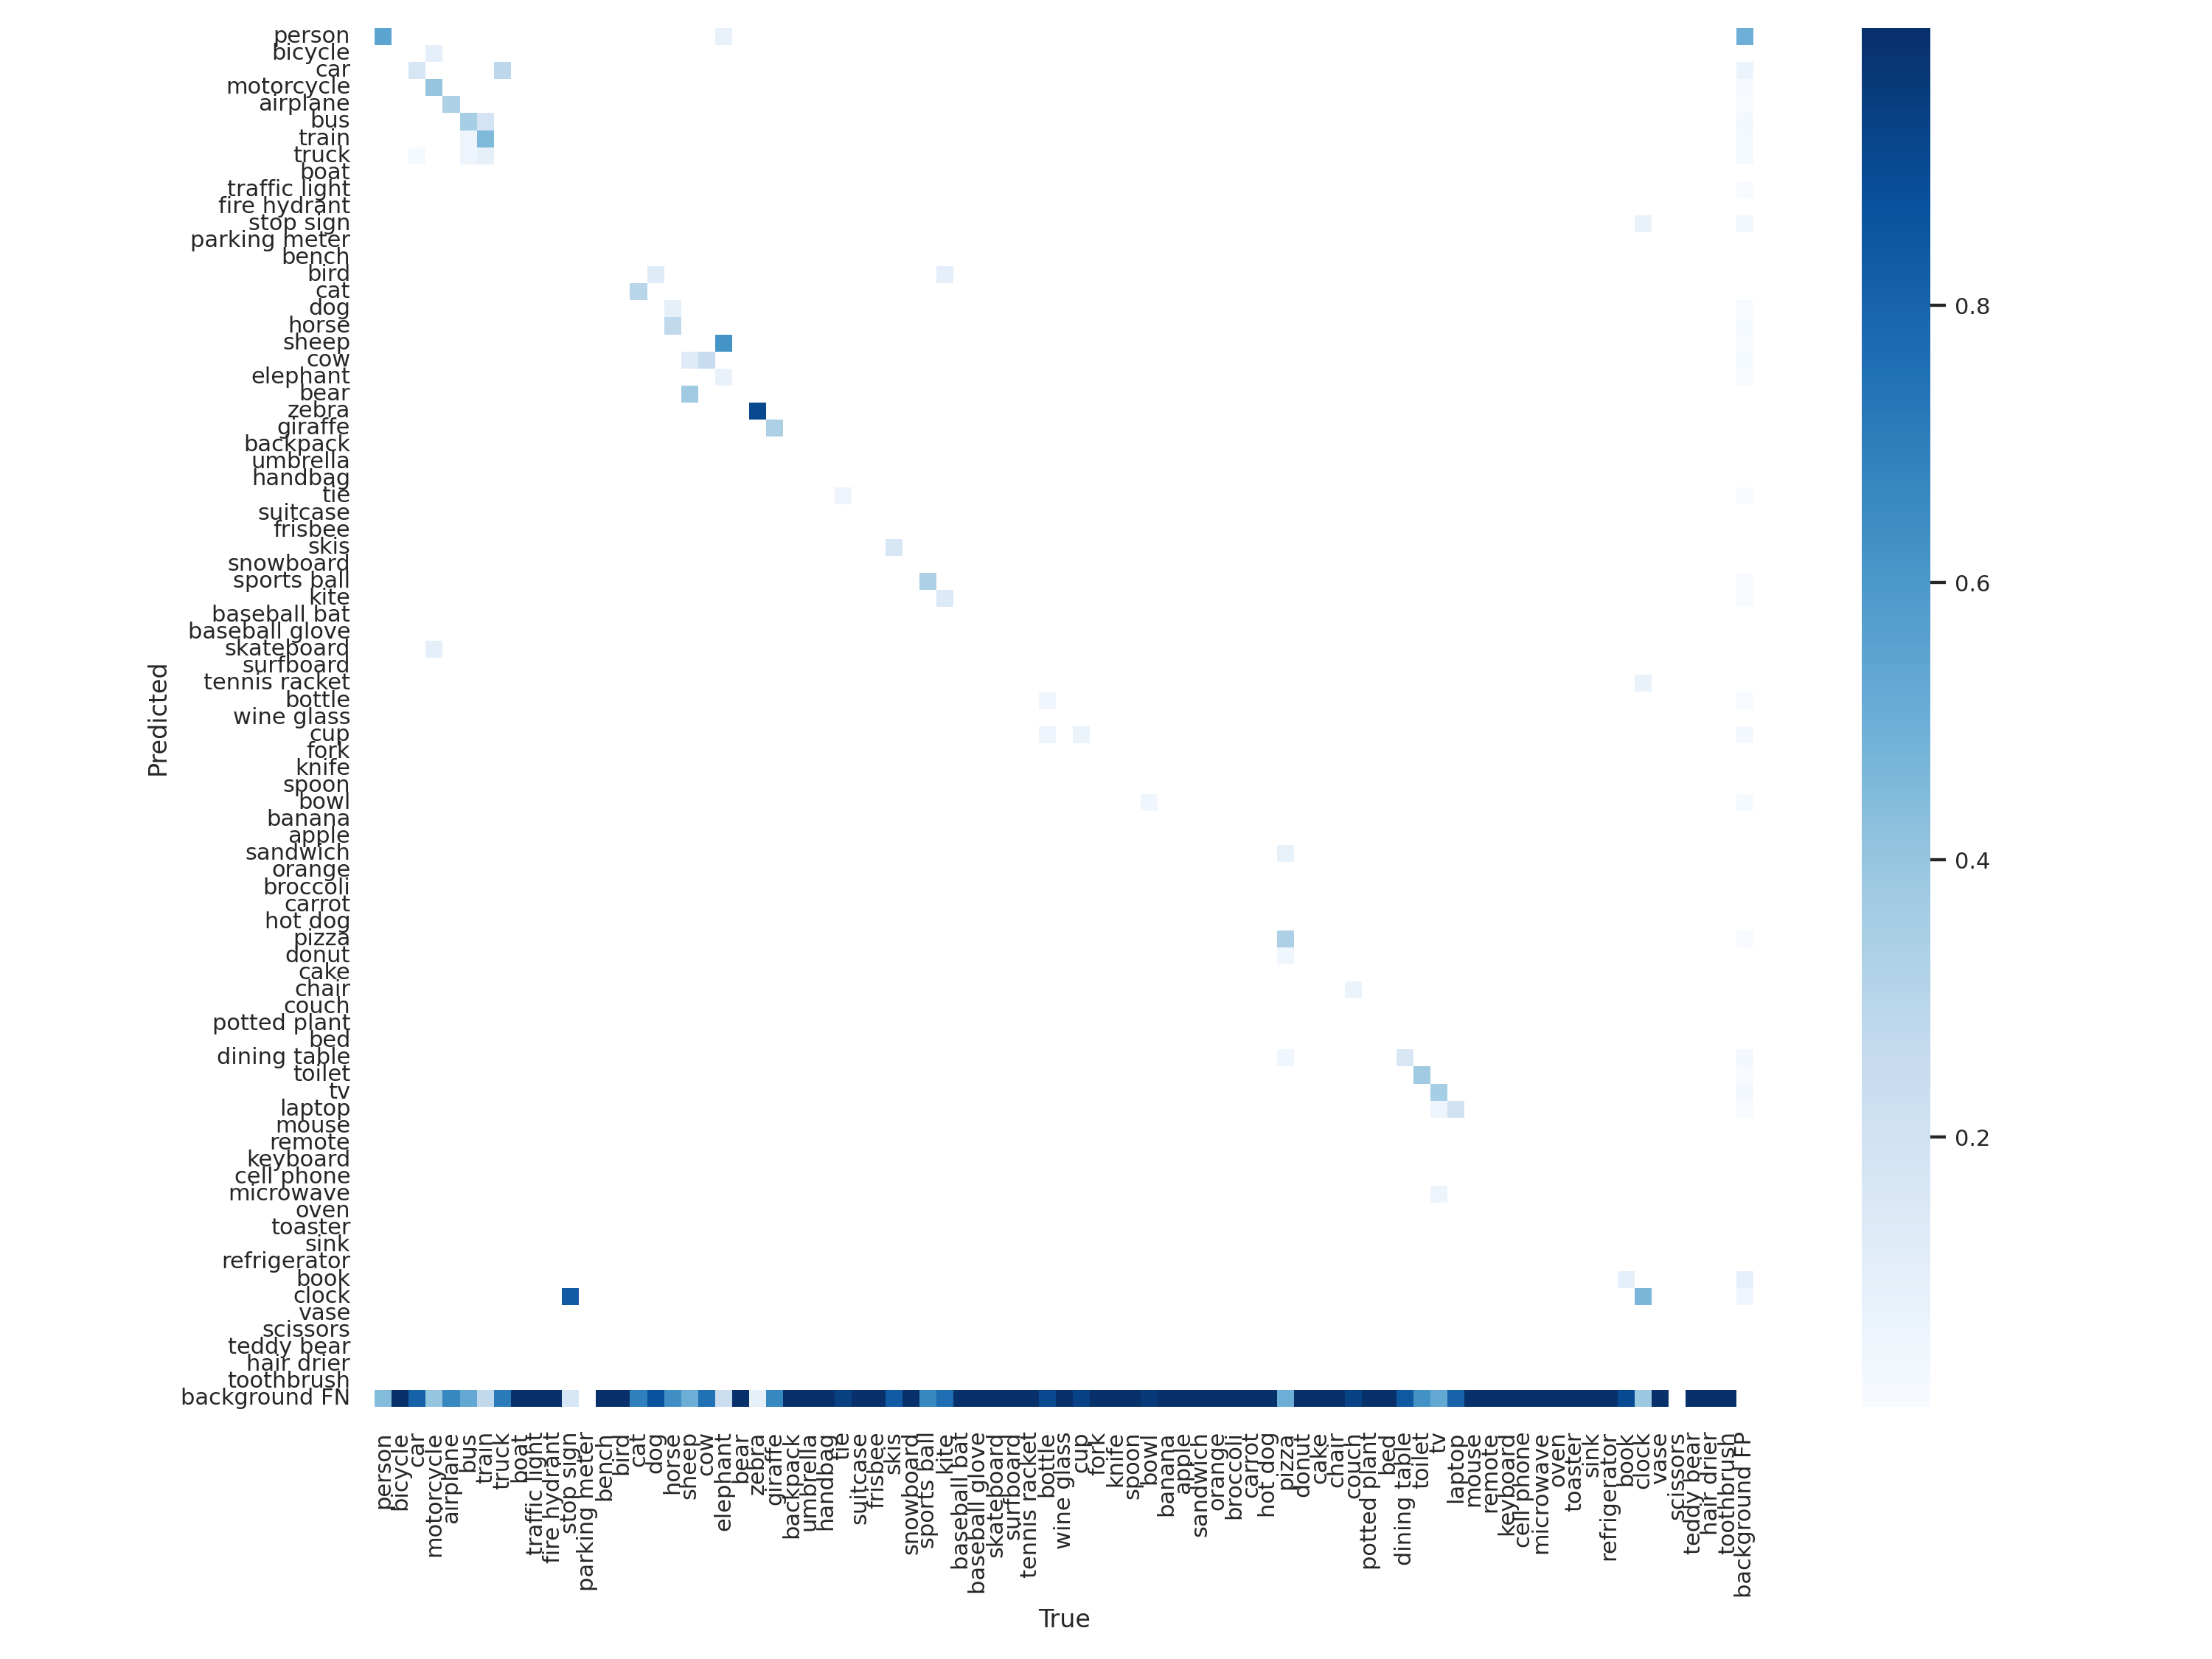 person
bicycle
car
motorcycle
airplane
bus
train
truck
boat
traffic light
fire hydrant
stop sign
parking meter
bench
bird
cat
dog
horse
sheep
cow
elephant
bear
zebra
giraffe
backpack
umbrella
handbag
tie
suitcase
frisbee
skis
snowboard
sports ball
kite
baseball bat
baseball glove
skateboard
surfboard
tennis racket
bottle
wine glass
cup
fork
knife
spoon
bowl
banana
apple
sandwich
orange
broccoli
carrot
hot dog
pizza
donut
cake
chair
couch
potted plant
bed
dining table
toilet
tv
laptop
mouse
remote
keyboard
cell phone
microwave
oven
toaster
sink
refrigerator
book
clock
vase
scissors
teddy bear
hair drier
toothbrush
background FN
Predicted
person
bicycle
car
motorcycle
airplane
bus
train
truck
boat
traffic light
fire hydrant
stop sign
parking meter
bench
bird
cat
dog
horse
sheep
cow
elephant
bear
zebra
giraffe
backpack
umbrella
handbag
tie
suitcase
frisbee
skis
snowboard
sports ball
kite
baseball bat
baseball glove
skateboard
surfboard
tennis racket
bottle
wine glass
cup
fork
knife
spoon
bowl
banana
apple
sandwich
orange
broccoli
carrot
hot dog
pizza
donut
cake
chair
couch
potted plant
bed
dining table
toilet
tv
laptop
mouse
remote
keyboard
cell phone
microwave
oven
toaster
sink
refrigerator
book
clock
vase
scissors
teddy bear
hair drier
toothbrush
background FP
True
0.8
0.6
0.4
0.2